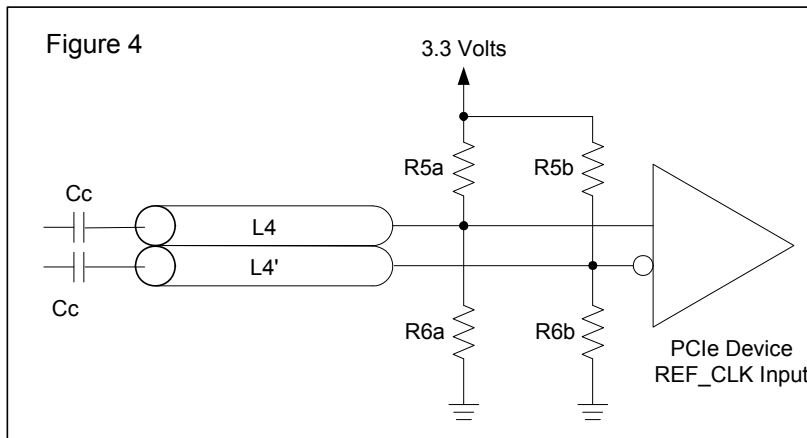 Figure 4
3.3 Volts
R5a
R5b
Cc
L4
L4'
Cc
R6a
R6b
PCIe Device
REF_CLK Input